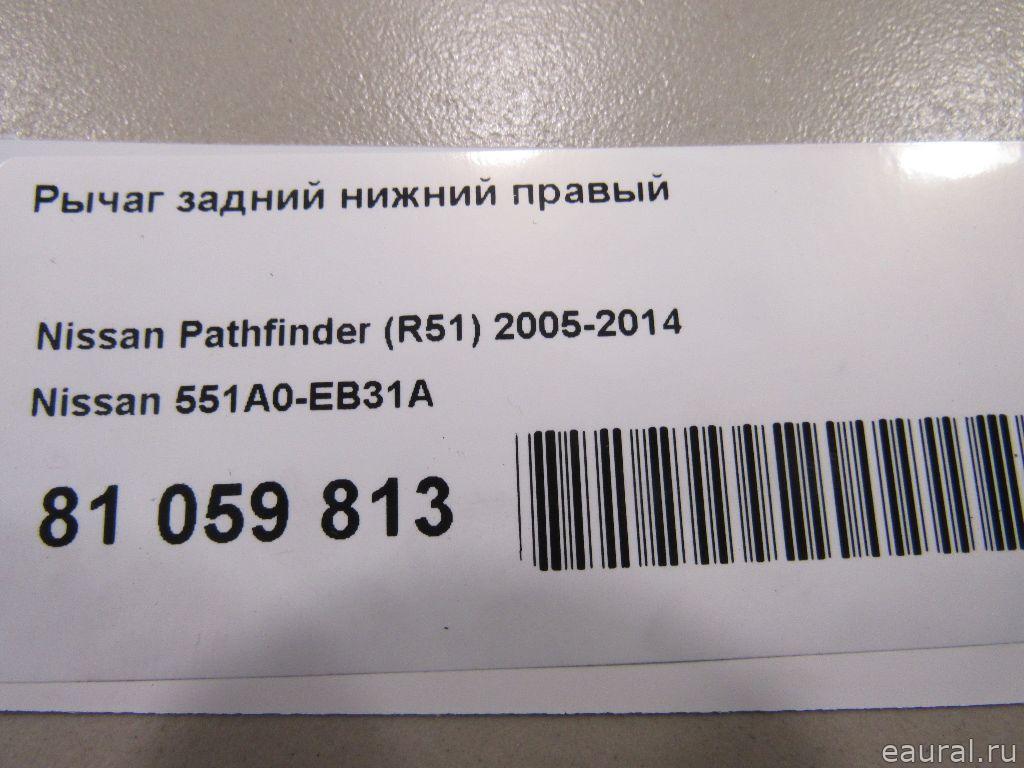 Рычаг задний нижний правый
Nissan Pathfinder (R51) 2005-2014
Nissan 551A0-EB31A
81 059 813
eaural.ru